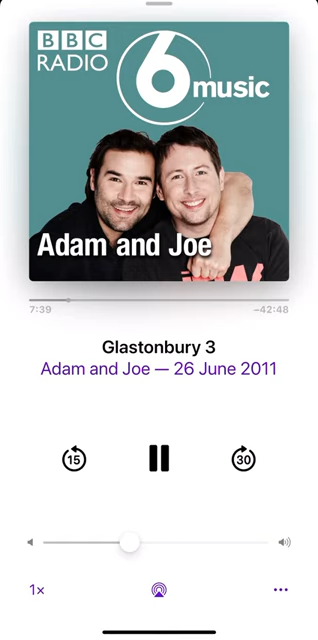 BBC
RADIO
6
music
Adam and Joe
7:39
–42:48
Glastonbury 3
Adam and Joe — 26 June 2011
15
30
1×